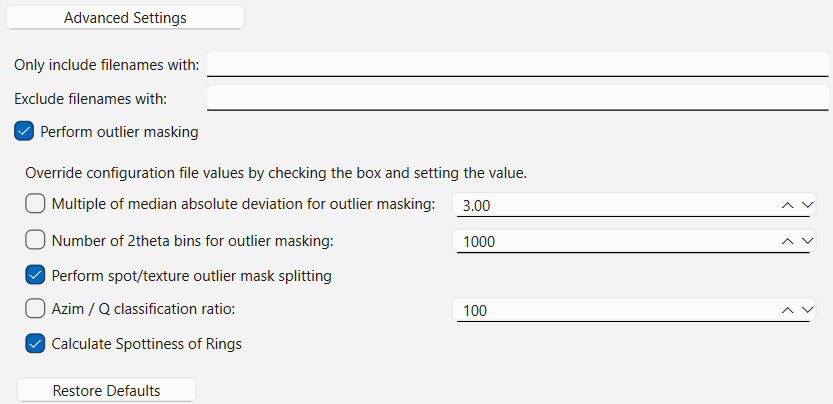 Advanced Settings
Only include filenames with:
Exclude filenames with:
Perform outlier masking
Override configuration file values by checking the box and setting the value.
Multiple of median absolute deviation for outlier masking: 3.00
Number of 2theta bins for outlier masking: 1000
Perform spot/texture outlier mask splitting
Azim / Q classification ratio: 100
Calculate Spottiness of Rings
Restore Defaults